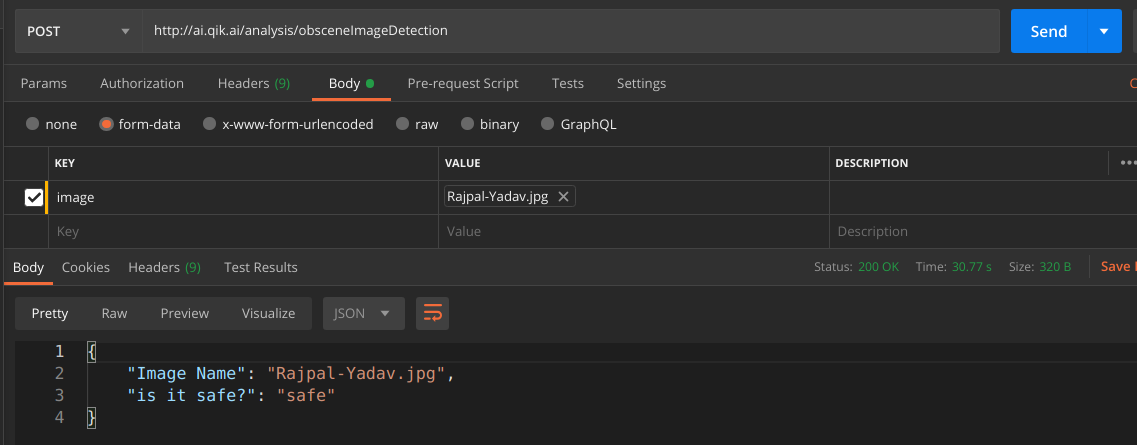 POST http://ai.qik.ai/analysis/obsceneImageDetection Send
Params Authorization Headers (9) Body Pre-request Script Tests Settings C
none form-data x-www-form-urlencoded raw binary GraphQL
KEY VALUE DESCRIPTION
image Rajpal-Yadav.jpg
Key Value Description
Body Cookies Headers (9) Test Results Status: 200 OK Time: 30.77 s Size: 320 B Save
Pretty Raw Preview Visualize JSON
1 {
2 "Image Name": "Rajpal-Yadav.jpg",
3 "is it safe?": "safe"
4 }